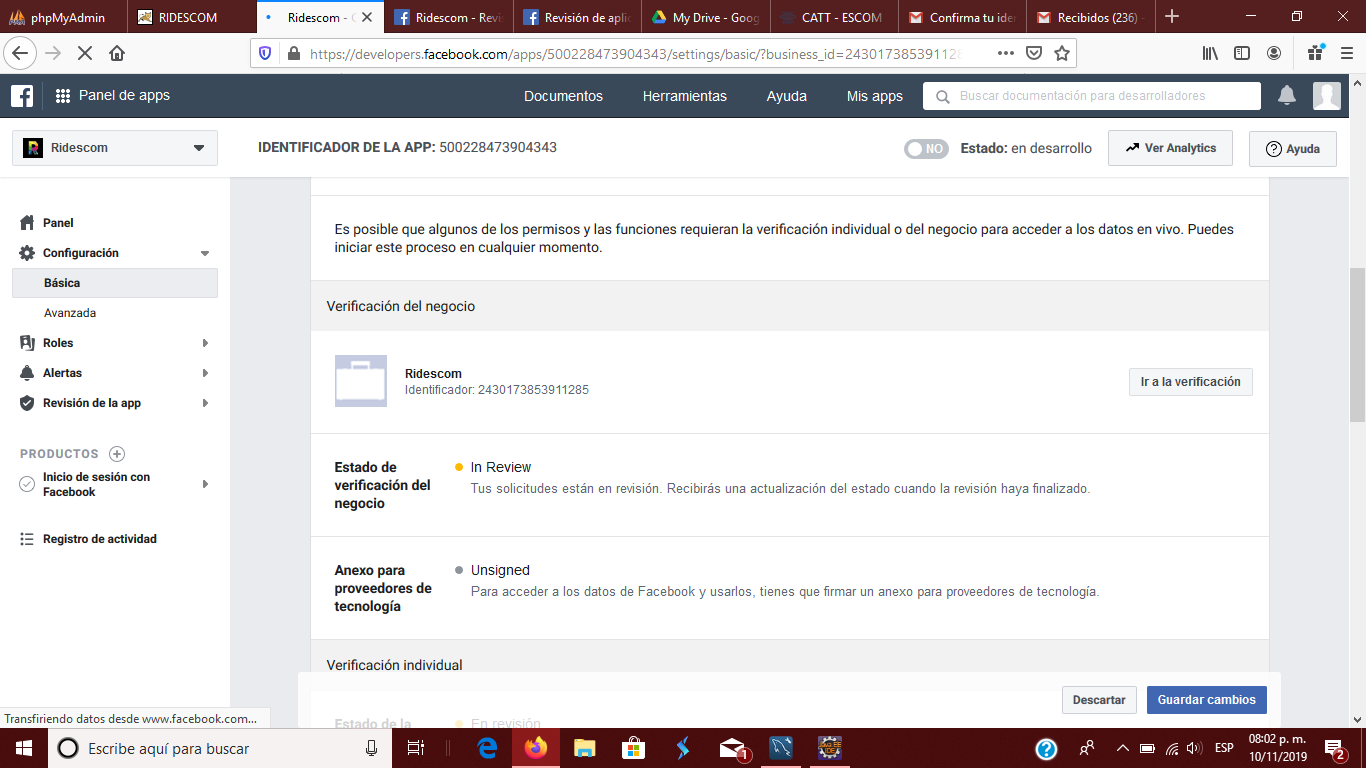 phpMyAdmin
RIDESCOM
Ridescom - C
Ridescom - Revi
Revisión de aplic
My Drive - Goog
CATT - ESCOM
Confirma tu ide
Recibidos (236) -
https://developers.facebook.com/apps/500228473904343/settings/basic/?business_id=2430173853911285
Panel de apps
Documentos
Herramientas
Ayuda
Mis apps
Buscar documentación para desarrolladores
Ridescom
IDENTIFICADOR DE LA APP: 500228473904343
NO
Estado: en desarrollo
Ver Analytics
Ayuda
Panel
Configuración
Básica
Avanzada
Roles
Alertas
Revisión de la app
PRODUCTOS
Inicio de sesión con
Facebook
Registro de actividad
Es posible que algunos de los permisos y las funciones requieran la verificación individual o del negocio para acceder a los datos en vivo. Puedes
iniciar este proceso en cualquier momento.
Verificación del negocio
Ridescom
Identificador: 2430173853911285
Ir a la verificación
Estado de
verificación del
negocio
In Review
Tus solicitudes están en revisión. Recibirás una actualización del estado cuando la revisión haya finalizado.
Anexo para
proveedores de
tecnología
Unsigned
Para acceder a los datos de Facebook y usarlos, tienes que firmar un anexo para proveedores de tecnología.
Verificación individual
Estado de la
En revisión
Descartar
Guardar cambios
Transfiriendo datos desde www.facebook.com...
Escribe aquí para buscar
1
ESP
08:02 p. m.
10/11/2019
2